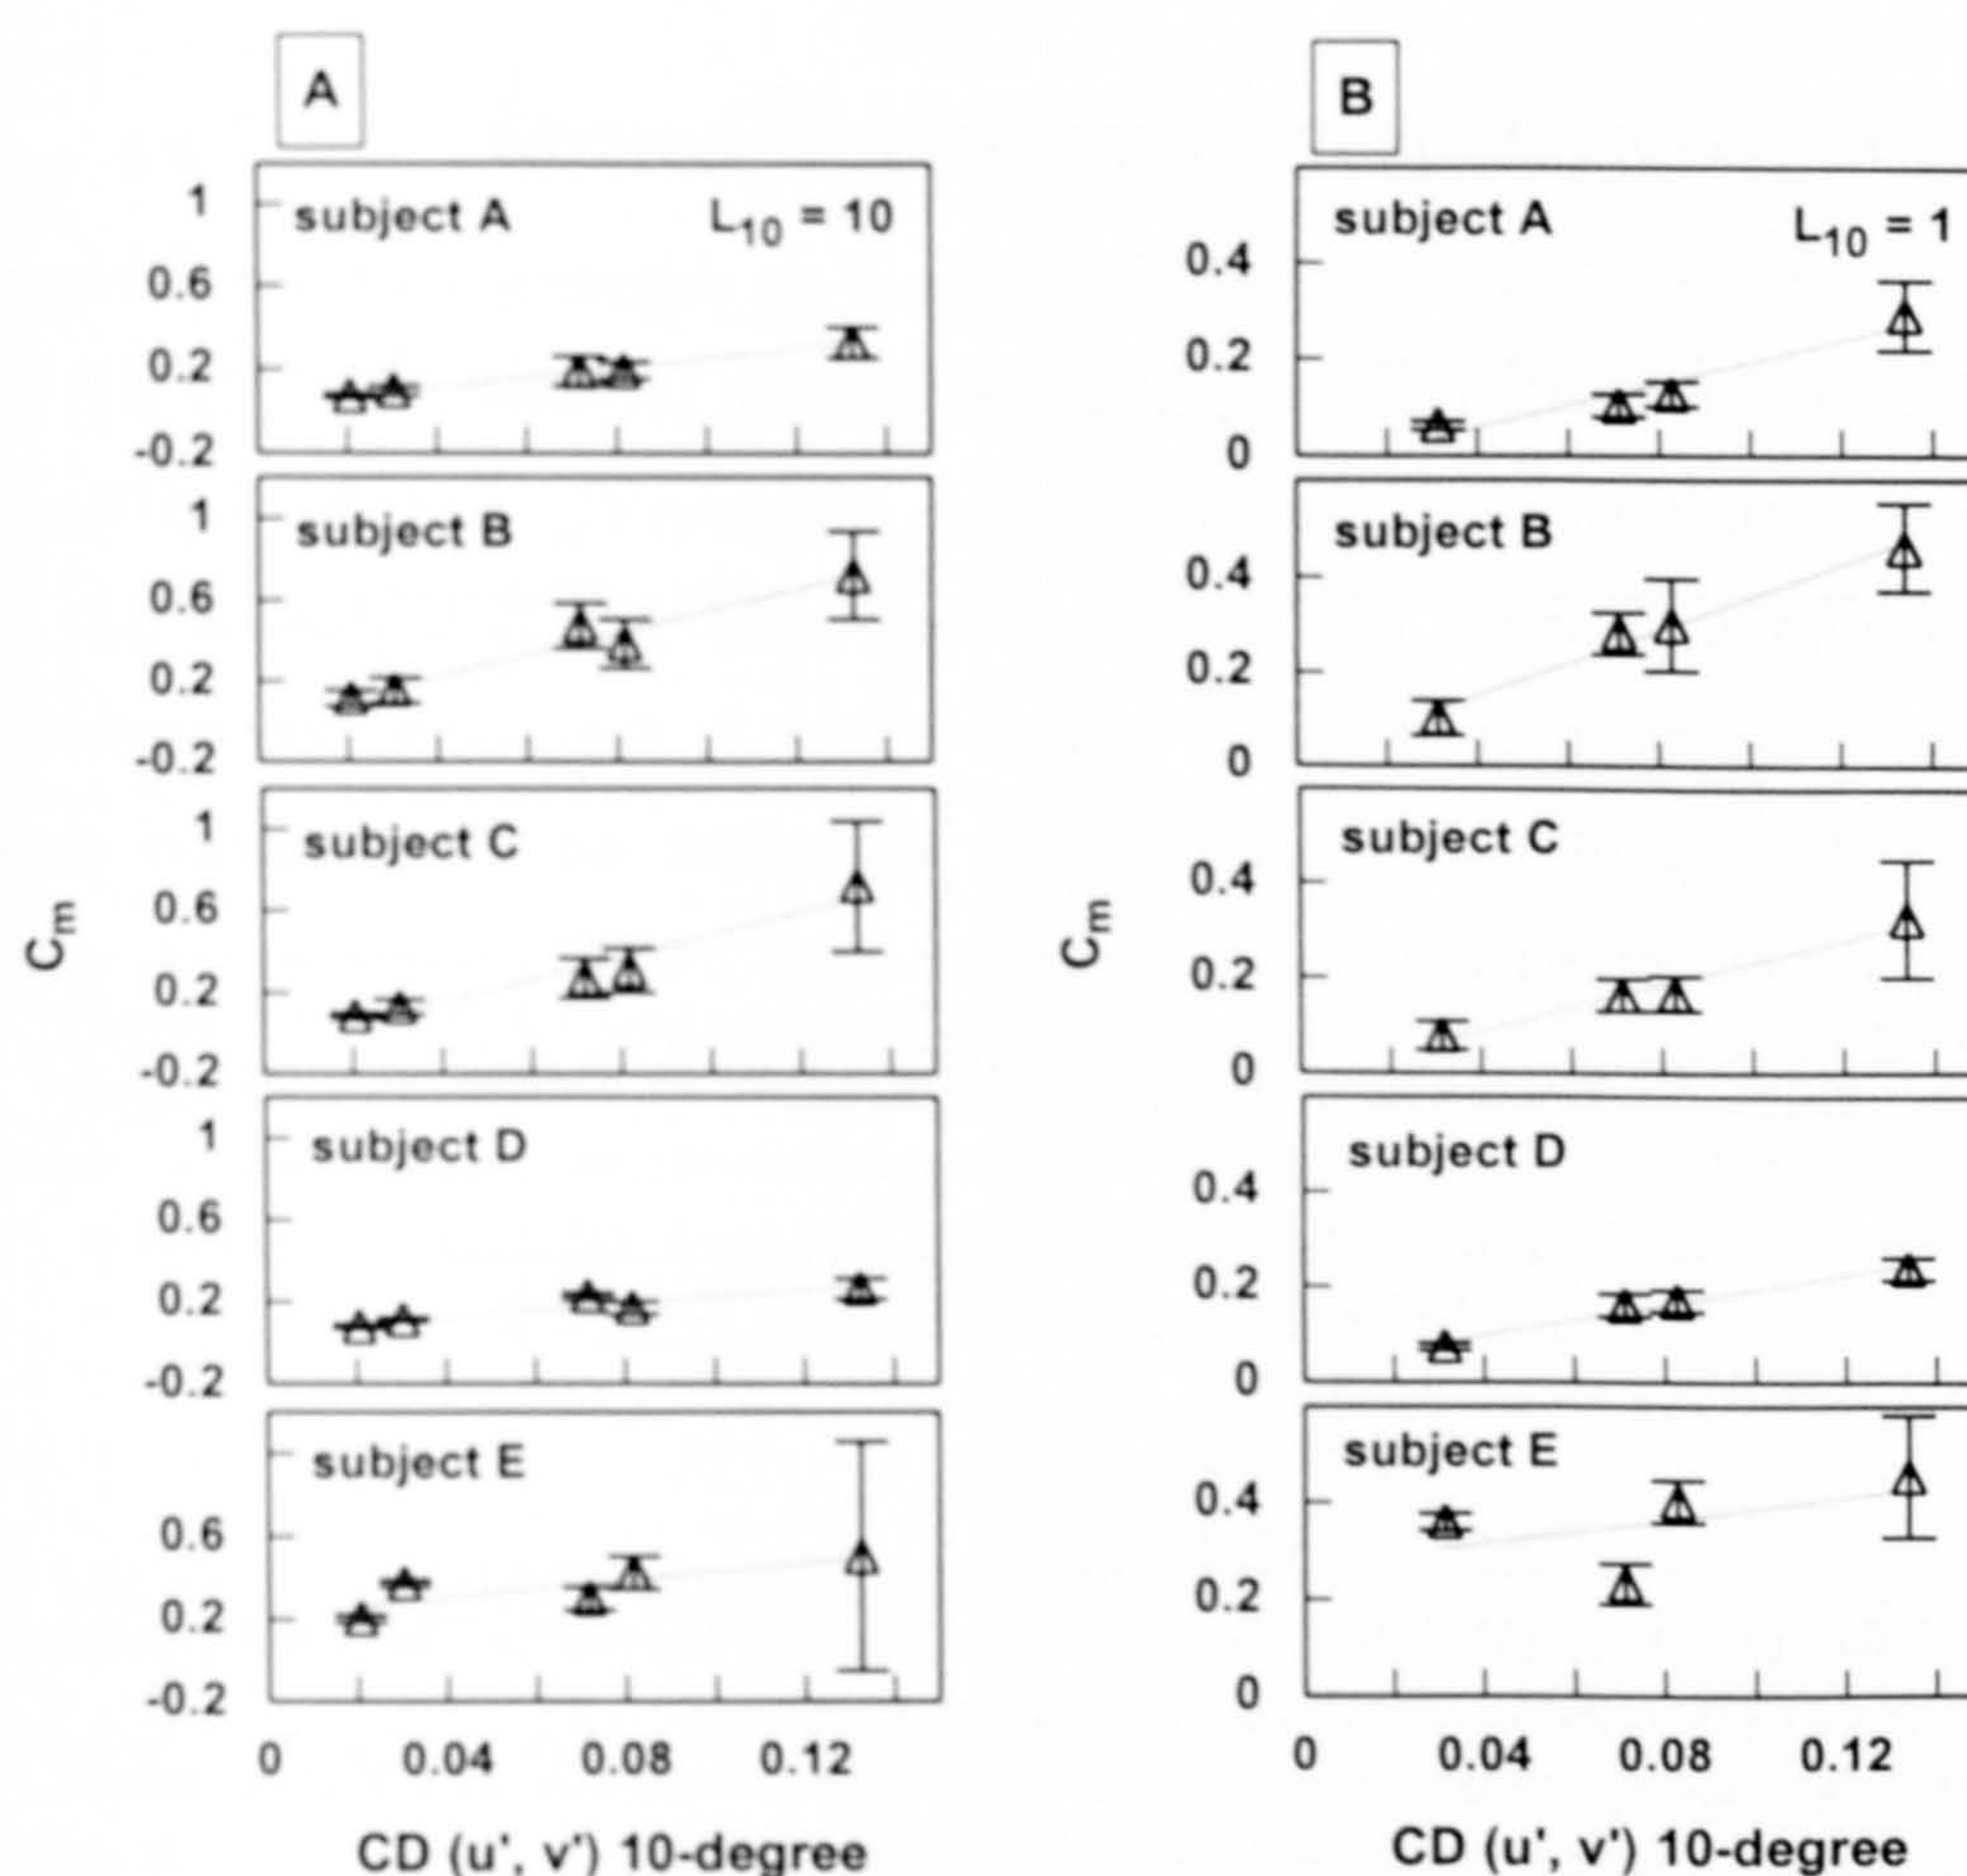 A
B
subject A
L10 = 10
1
0.6
0.2
-0.2
subject B
1
0.6
0.2
-0.2
subject C
1
0.6
0.2
-0.2
subject D
1
0.6
0.2
-0.2
subject E
0.6
0.2
-0.2
Cm
0
0.04
0.08
0.12
CD (u', v') 10-degree
subject A
L10 = 1
0.4
0.2
0
subject B
0.4
0.2
0
subject C
0.4
0.2
0
subject D
0.4
0.2
0
subject E
0.4
0.2
0
Cm
0
0.04
0.08
0.12
CD (u', v') 10-degree